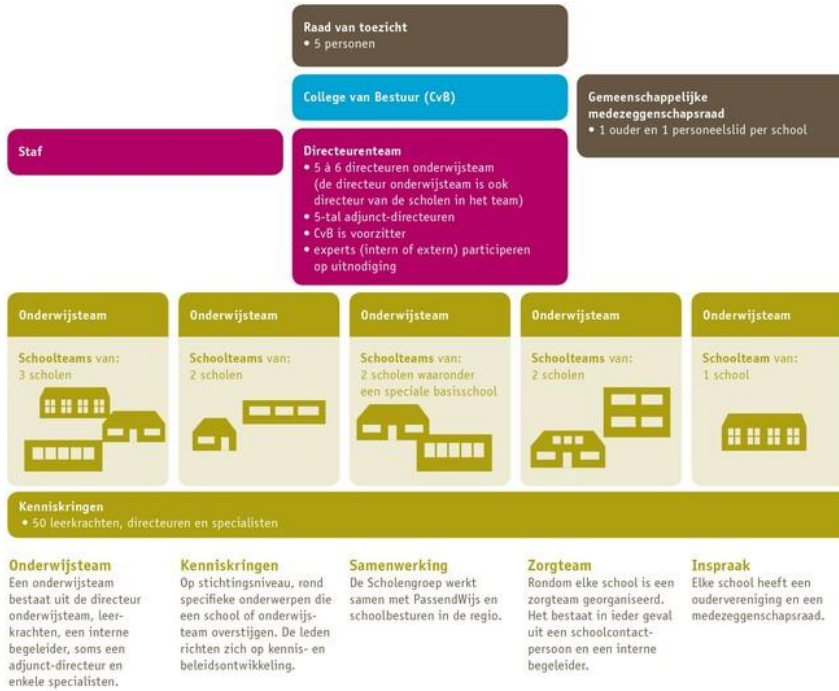 Raad van toezicht
• 5 personen
College van Bestuur (CvB)
Gemeenschappelijke
medezeggenschapsraad
• 1 ouder en 1 personeelslid per school
Staf
Directeurenteam
• 5 à 6 directeuren onderwijsteam
(de directeur onderwijsteam is ook
directeur van de scholen in het team)
• 5-tal adjunct-directeuren
• CvB is voorzitter
• experts (intern of extern) participeren
op uitnodiging
Onderwijsteam
Schoolteams van:
3 scholen
Onderwijsteam
Schoolteams van:
2 scholen
Onderwijsteam
Schoolteams van:
2 scholen waaronder
een speciale basisschool
Onderwijsteam
Schoolteams van:
2 scholen
Onderwijsteam
Schoolteam van:
1 school
Kenniskringen
• 50 leerkrachten, directeuren en specialisten
Onderwijsteam
Een onderwijsteam
bestaat uit de directeur
onderwijsteam, leer-
krachten, een interne
begeleider, soms een
adjunct-directeur en
enkele specialisten.
Kenniskringen
Op stichtingsniveau, rond
specifieke onderwerpen die
een school of onderwijs-
team overstijgen. De leden
richten zich op kennis- en
beleidsontwikkeling.
Samenwerking
De Scholengroep werkt
samen met PassendWijs en
schoolbesturen in de regio.
Zorgteam
Rondom elke school is een
zorgteam georganiseerd.
Het bestaat in ieder geval
uit een schoolcontact-
persoon en een interne
begeleider.
Inspraak
Elke school heeft een
oudervereniging en een
medezeggenschapsraad.